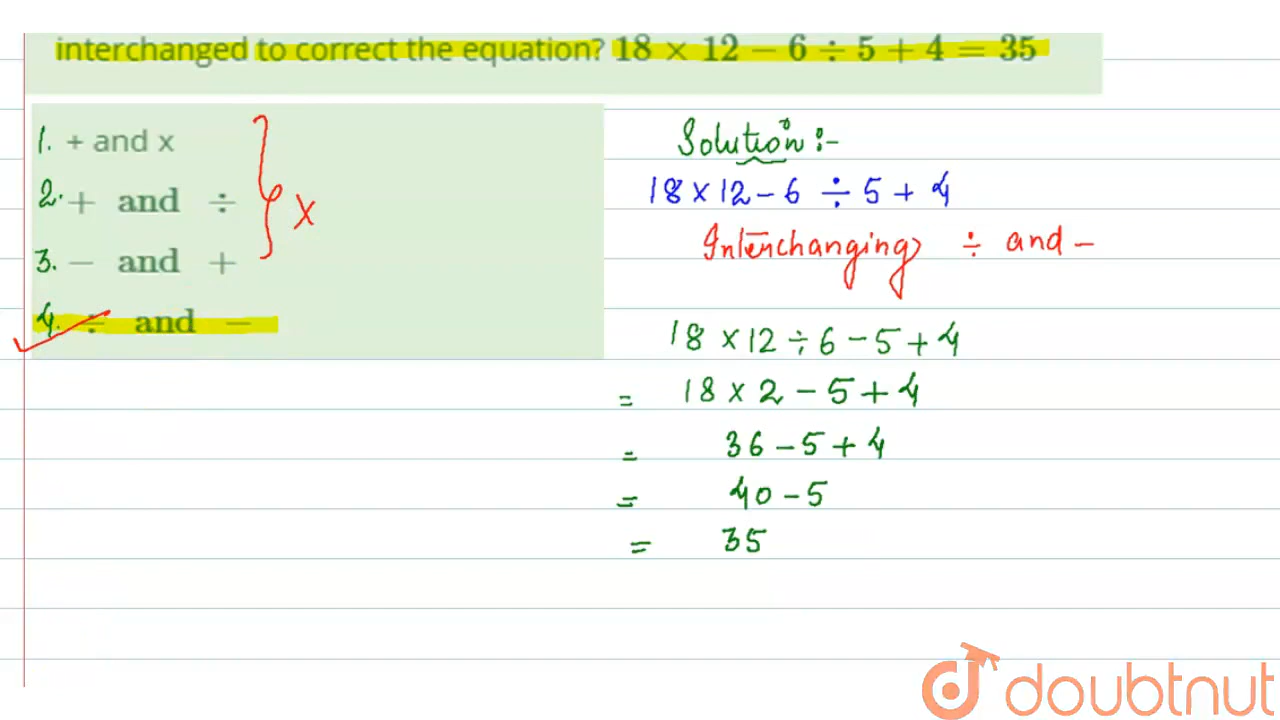 interchanged to correct the equation? 18 × 12 − 6 ÷ 5 + 4 = 35
1. + and x
2. + and ÷
3. − and +
4. ÷ and −
x
Solution :-
18 × 12 − 6 ÷ 5 + 4
Interchanging ÷ and −
18 × 12 ÷ 6 − 5 + 4
= 18 × 2 − 5 + 4
= 36 − 5 + 4
= 40 − 5
= 35
doubtnut